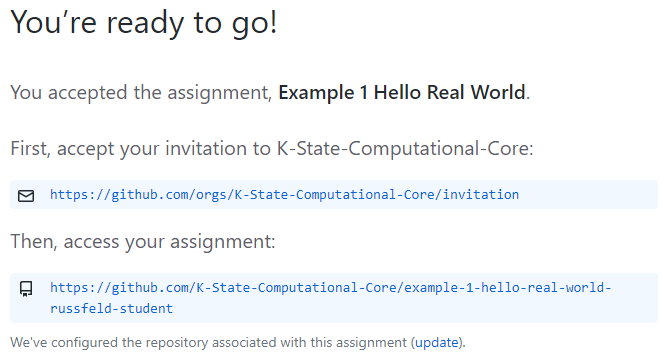 You’re ready to go!
You accepted the assignment, Example 1 Hello Real World.
First, accept your invitation to K-State-Computational-Core:
https://github.com/orgs/K-State-Computational-Core/invitation
Then, access your assignment:
https://github.com/K-State-Computational-Core/example-1-hello-real-world-
russfeld-student
We've configured the repository associated with this assignment (update).